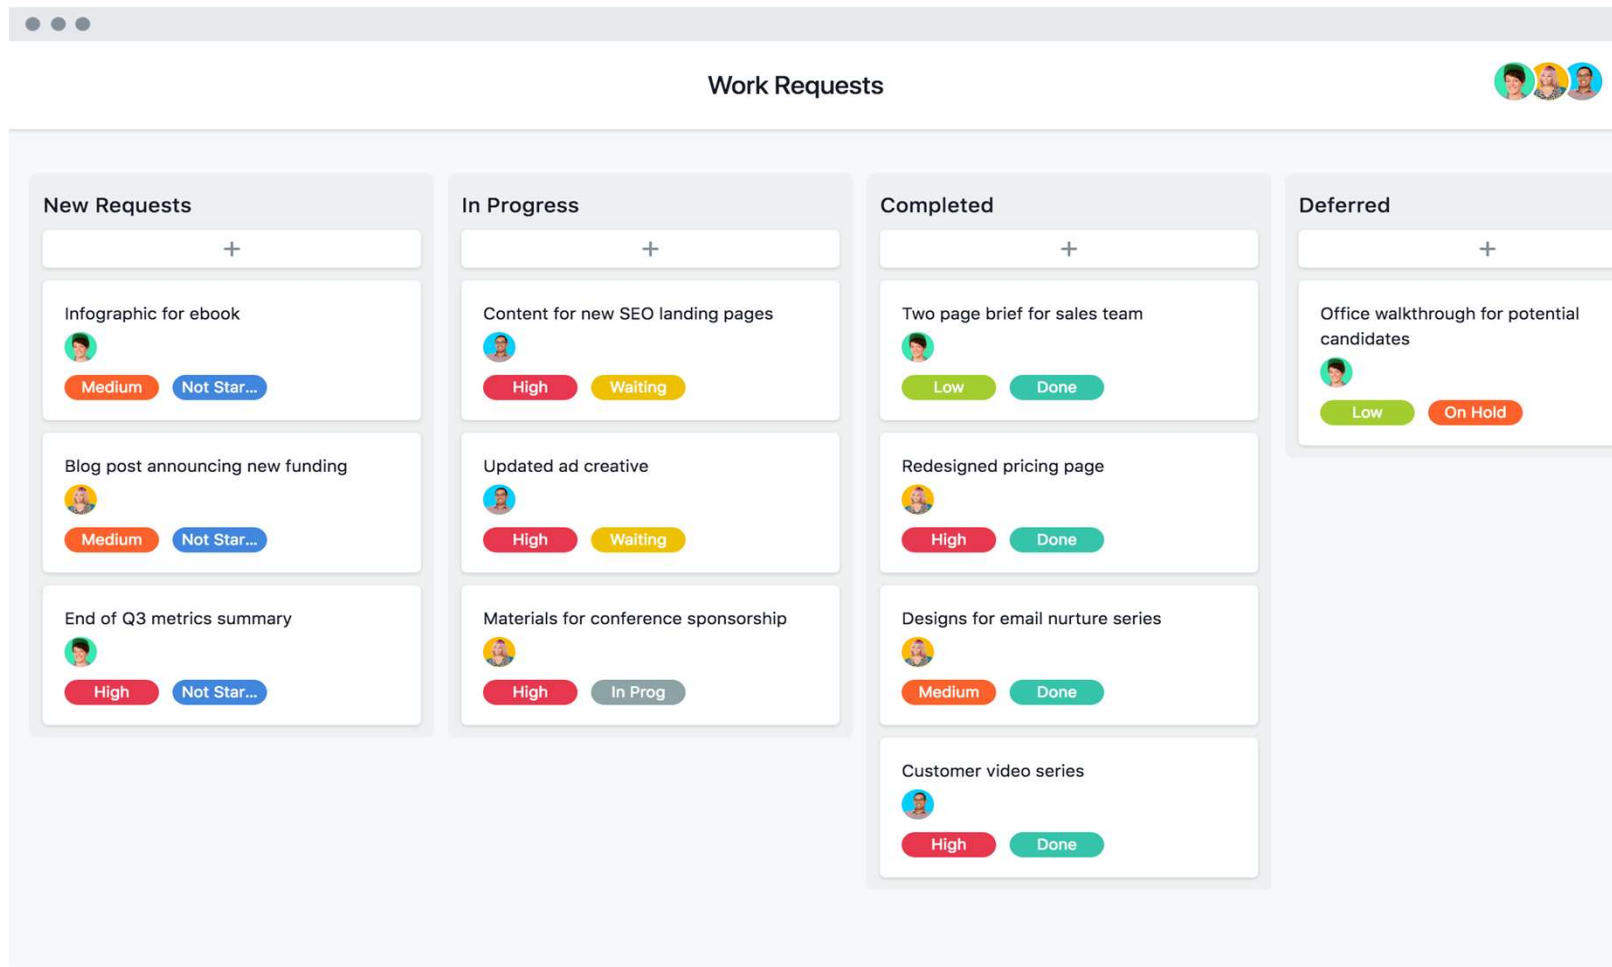 Work Requests
New Requests
+
Infographic for ebook
Medium Not Star...
Blog post announcing new funding
Medium Not Star...
End of Q3 metrics summary
High Not Star...
In Progress
+
Content for new SEO landing pages
High Waiting
Updated ad creative
High Waiting
Materials for conference sponsorship
High In Prog
Completed
+
Two page brief for sales team
Low Done
Redesigned pricing page
High Done
Designs for email nurture series
Medium Done
Customer video series
High Done
Deferred
+
Office walkthrough for potential
candidates
Low On Hold